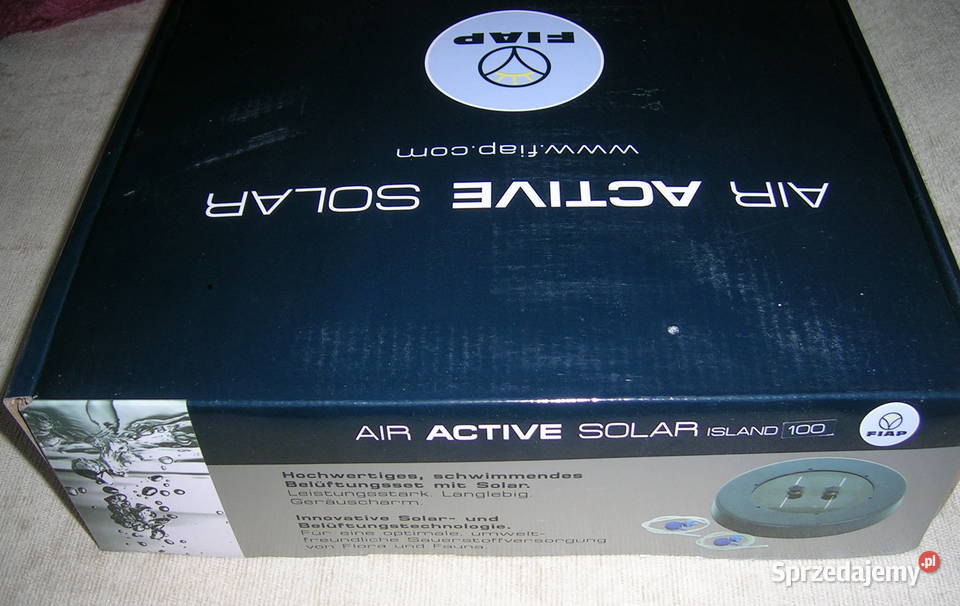 FIAP
www.fiap.com
AIR ACTIVE SOLAR
AIR ACTIVE SOLAR ISLAND 100
FIAP
Hochwertiges, schwimmendes
Belüftungsset mit Solar.
Leistungsstark. Langlebig.
Geräuscharm.
Innovative Solar- und
Belüftungstechnologie.
Für eine optimale, umwelt-
freundliche Sauerstoffversorgung
von Flora und Fauna.
Sprzedajemy.pl